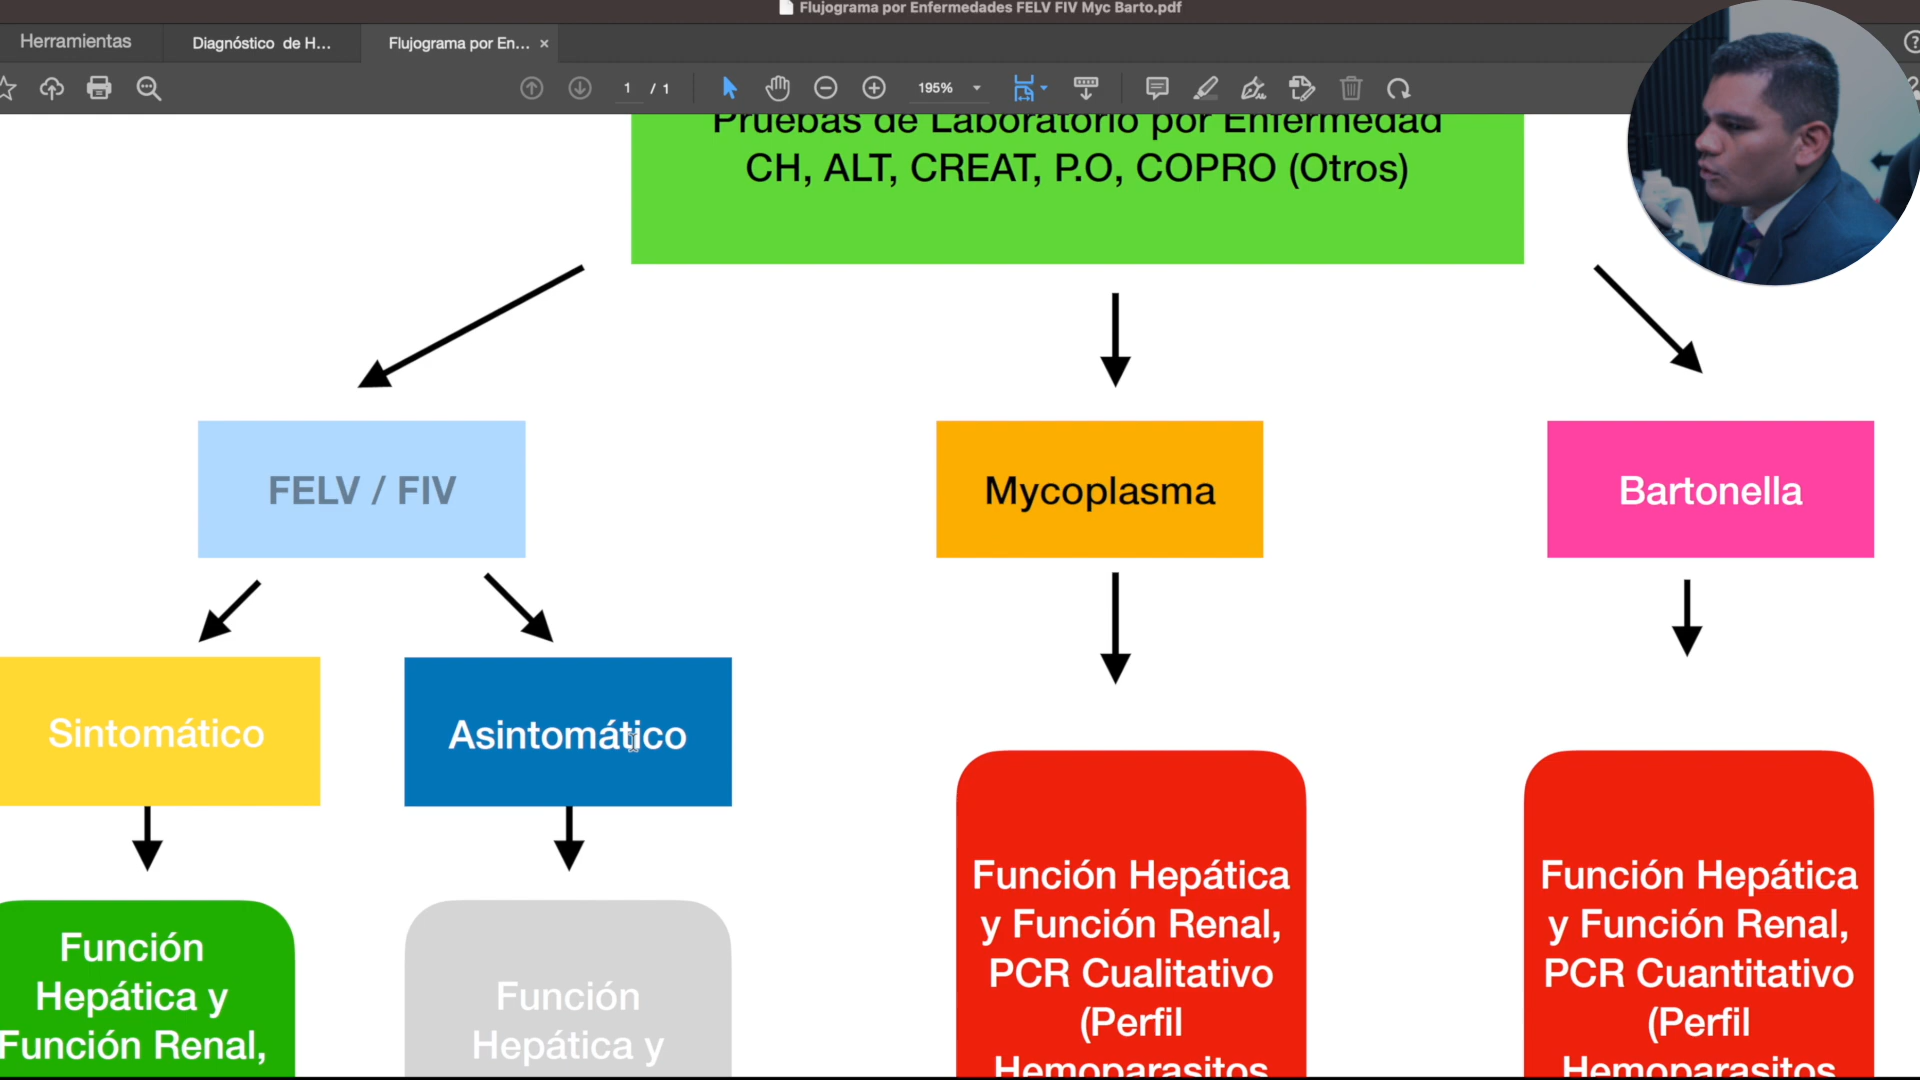 Flujograma por Enfermedades FELV FIV Myc Barto.pdf
Herramientas
Diagnóstico de H...
Flujograma por En... ×
1 / 1
195%
Pruebas de Laboratorio por Enfermedad
CH, ALT, CREAT, P.O, COPRO (Otros)
FELV / FIV
Mycoplasma
Bartonella
Sintomático
Asintomático
Función
Hepática y
Función Renal,
Función
Hepática y
Función Hepática
y Función Renal,
PCR Cualitativo
(Perfil
Hemoparasitos
Función Hepática
y Función Renal,
PCR Cuantitativo
(Perfil
Hemoparasitos